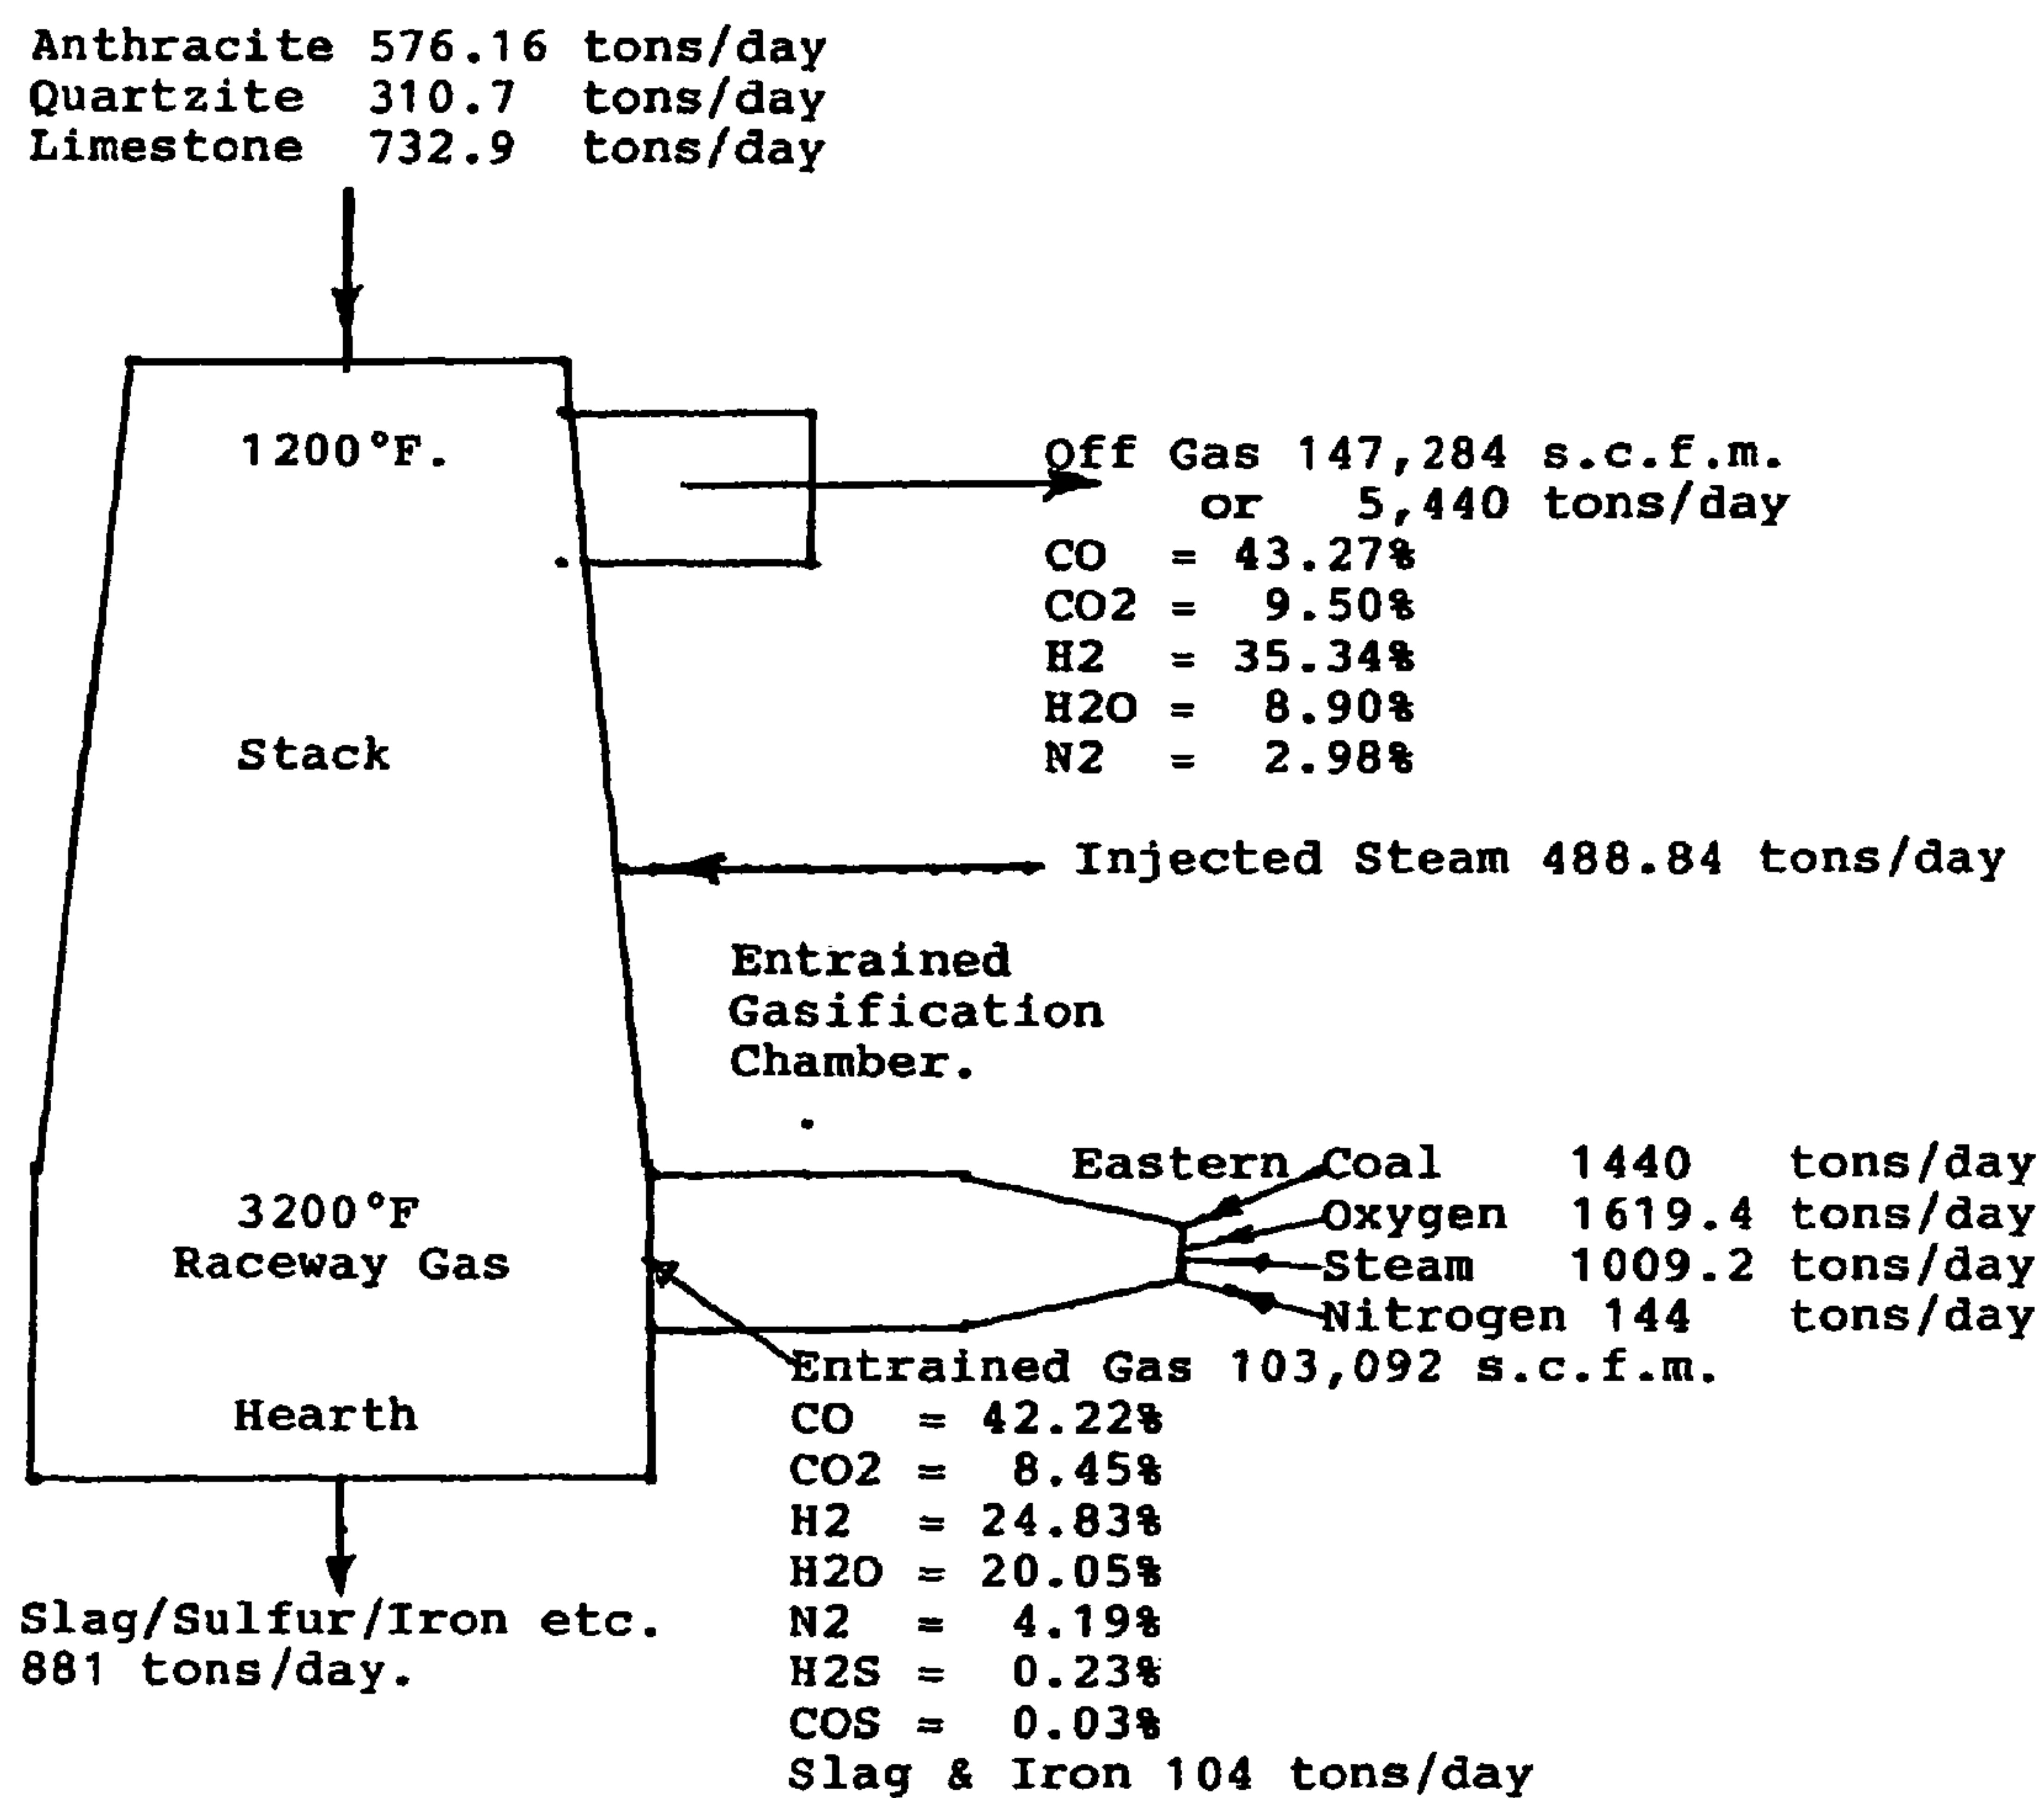 Anthracite 576.16 tons/day
Quartzite 310.7 tons/day
Limestone 732.9 tons/day
1200°F.
Off Gas 147,284 s.c.f.m.
or 5,440 tons/day
CO = 43.27%
CO2 = 9.50%
H2 = 35.34%
H2O = 8.90%
N2 = 2.98%
Stack
Injected Steam 488.84 tons/day
Entrained
Gasification
Chamber.
Eastern Coal 1440 tons/day
Oxygen 1619.4 tons/day
Steam 1009.2 tons/day
Nitrogen 144 tons/day
3200°F
Raceway Gas
Hearth
Entrained Gas 103,092 s.c.f.m.
CO = 42.22%
CO2 = 8.45%
H2 = 24.83%
H2O = 20.05%
N2 = 4.19%
H2S = 0.23%
COS = 0.03%
Slag & Iron 104 tons/day
Slag/Sulfur/Iron etc.
881 tons/day.